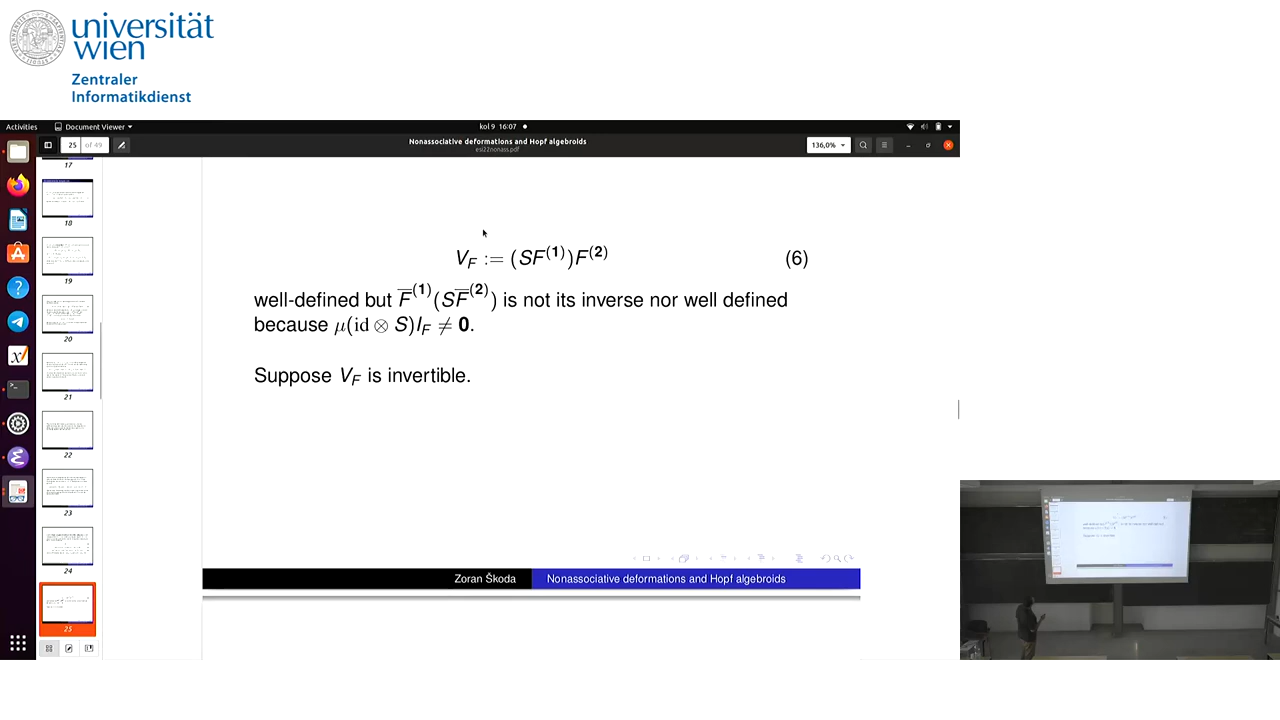 universität
wien
Zentraler
Informatikdienst
Activities Document Viewer kol 9 16:07
25 of 49 Nonassociative deformations and Hopf algebroids 136,0%
esi22nonass.pdf
17
18
19
20
21
22
23
24
25
V_F := (SF^(1))F^(2) (6)
well-defined but F̅^(1)(SF̅^(2)) is not its inverse nor well defined
because μ(id ⊗ S)I_F ≠ 0.
Suppose V_F is invertible.
Zoran Škoda Nonassociative deformations and Hopf algebroids